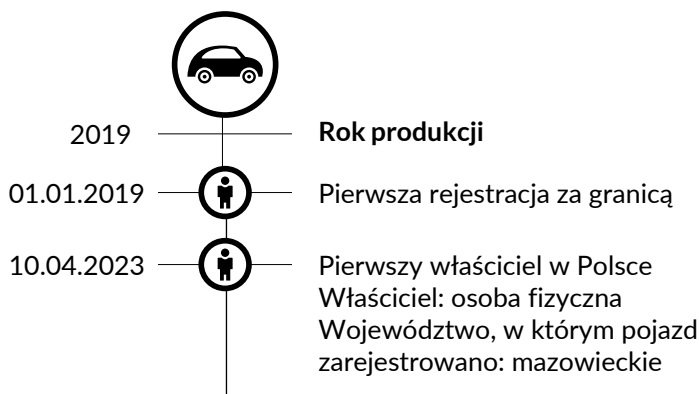 2019 Rok produkcji
01.01.2019 Pierwsza rejestracja za granicą
10.04.2023 Pierwszy właściciel w Polsce
Właściciel: osoba fizyczna
Województwo, w którym pojazd
zarejestrowano: mazowieckie